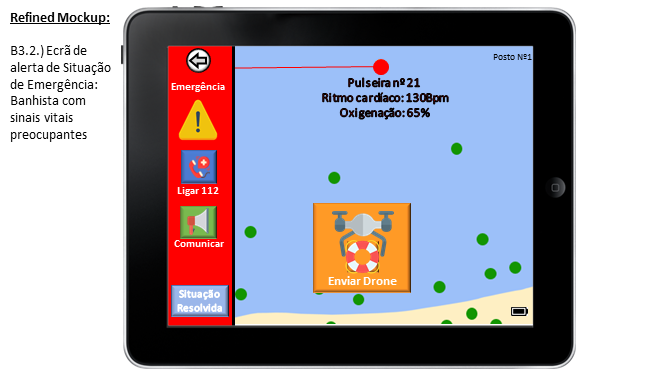 Refined Mockup:
B3.2.) Ecrã de
alerta de Situação
de Emergência:
Banhista com
sinais vitais
preocupantes
Emergência
Ligar 112
Comunicar
Situação
Resolvida
Posto Nº1
Pulseira nº 21
Ritmo cardíaco: 130Bpm
Oxigenação: 65%
Enviar Drone